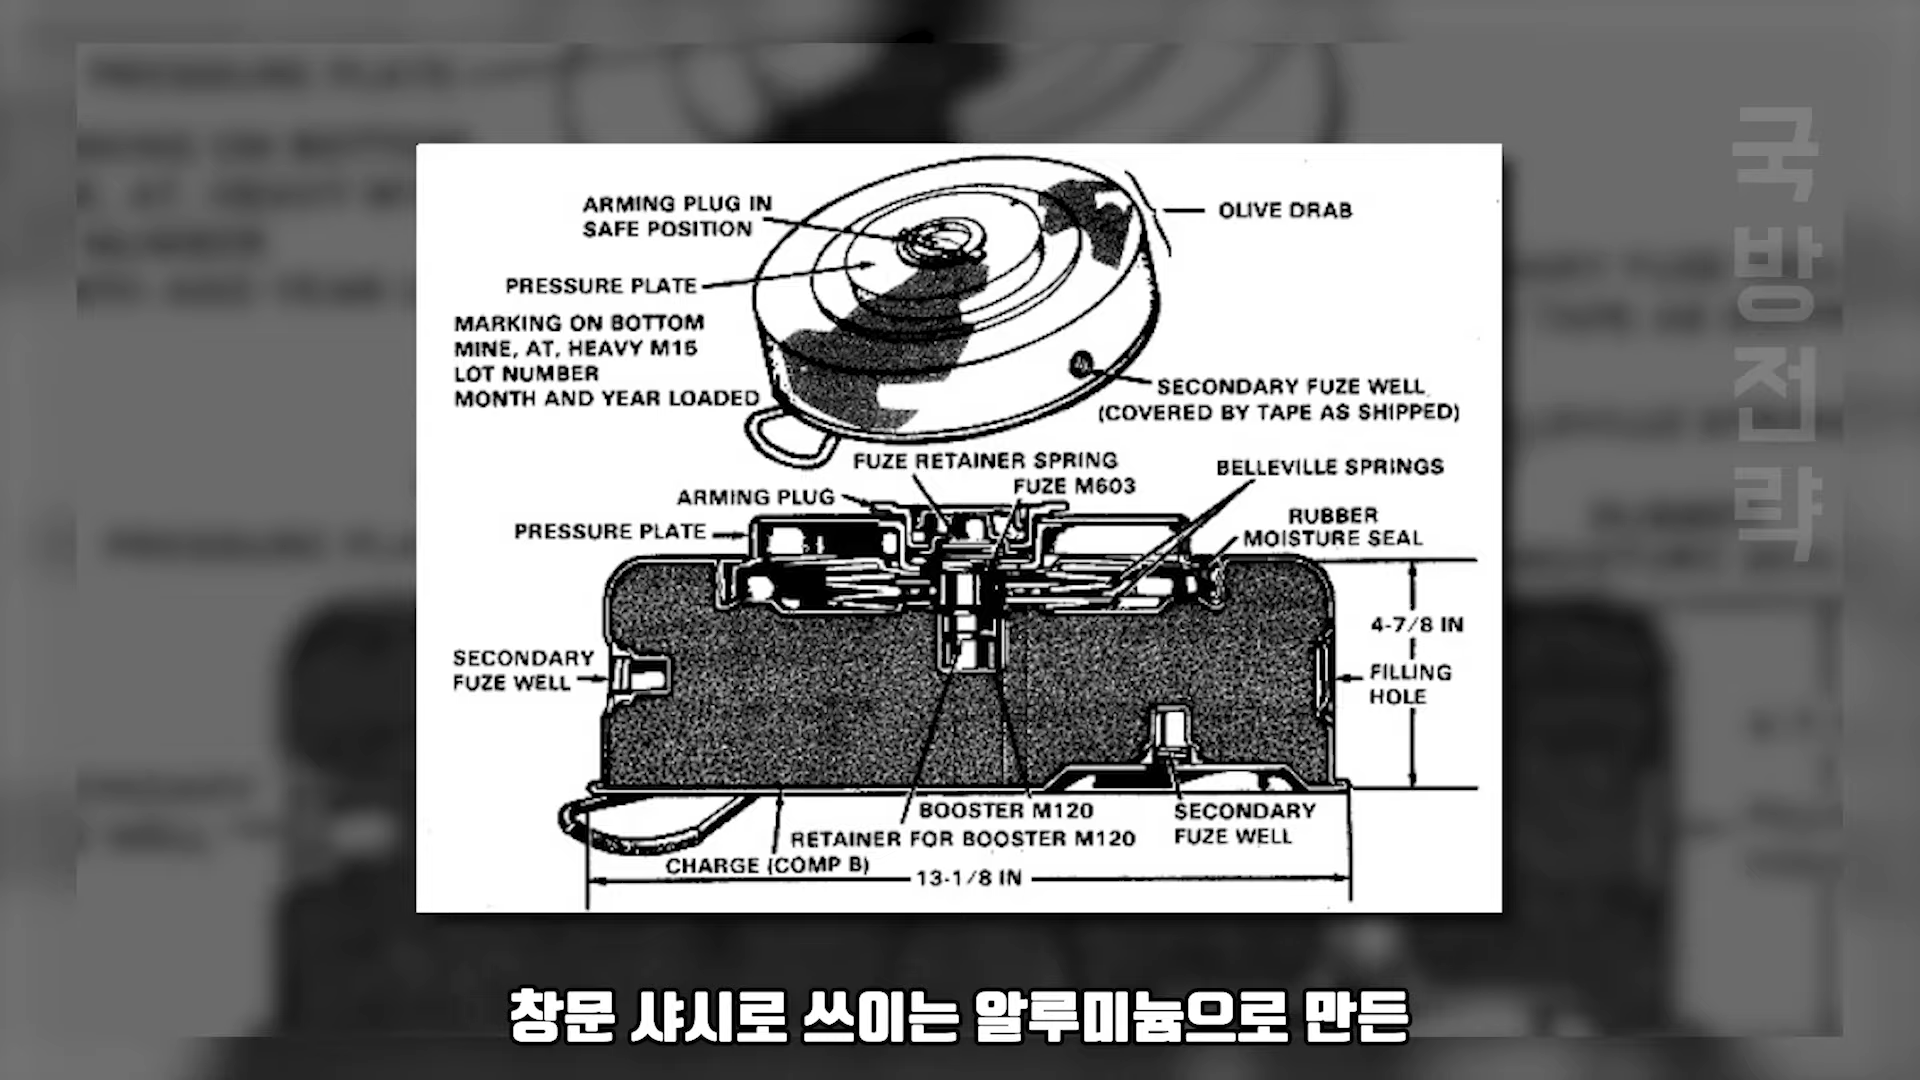 ARMING PLUG IN
SAFE POSITION
OLIVE DRAB
PRESSURE PLATE
MARKING ON BOTTOM
MINE, AT, HEAVY M15
LOT NUMBER
MONTH AND YEAR LOADED
SECONDARY FUZE WELL
(COVERED BY TAPE AS SHIPPED)
FUZE RETAINER SPRING
FUZE M603
BELLEVILLE SPRINGS
ARMING PLUG
PRESSURE PLATE
RUBBER
MOISTURE SEAL
4-7/8 IN
SECONDARY
FUZE WELL
FILLING
HOLE
BOOSTER M120
RETAINER FOR BOOSTER M120
SECONDARY
FUZE WELL
CHARGE (COMP B)
13-1/8 IN
국방전략
창문 샤시로 쓰이는 알루미늄으로 만든